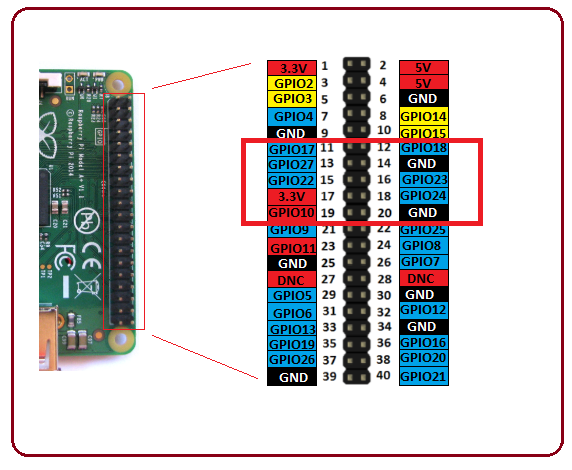 3.3V 1 2 5V
GPIO2 3 4 5V
GPIO3 5 6 GND
GPIO4 7 8 GPIO14
GND 9 10 GPIO15
GPIO17 11 12 GPIO18
GPIO27 13 14 GND
GPIO22 15 16 GPIO23
3.3V 17 18 GPIO24
GPIO10 19 20 GND
GPIO9 21 22 GPIO25
GPIO11 23 24 GPIO8
GND 25 26 GPIO7
DNC 27 28 DNC
GPIO5 29 30 GND
GPIO6 31 32 GPIO12
GPIO13 33 34 GND
GPIO19 35 36 GPIO16
GPIO26 37 38 GPIO20
GND 39 40 GPIO21
Raspberry Pi Model A+ V1.1
©Raspberry Pi 2014
GPIO
Pb
CE
FC